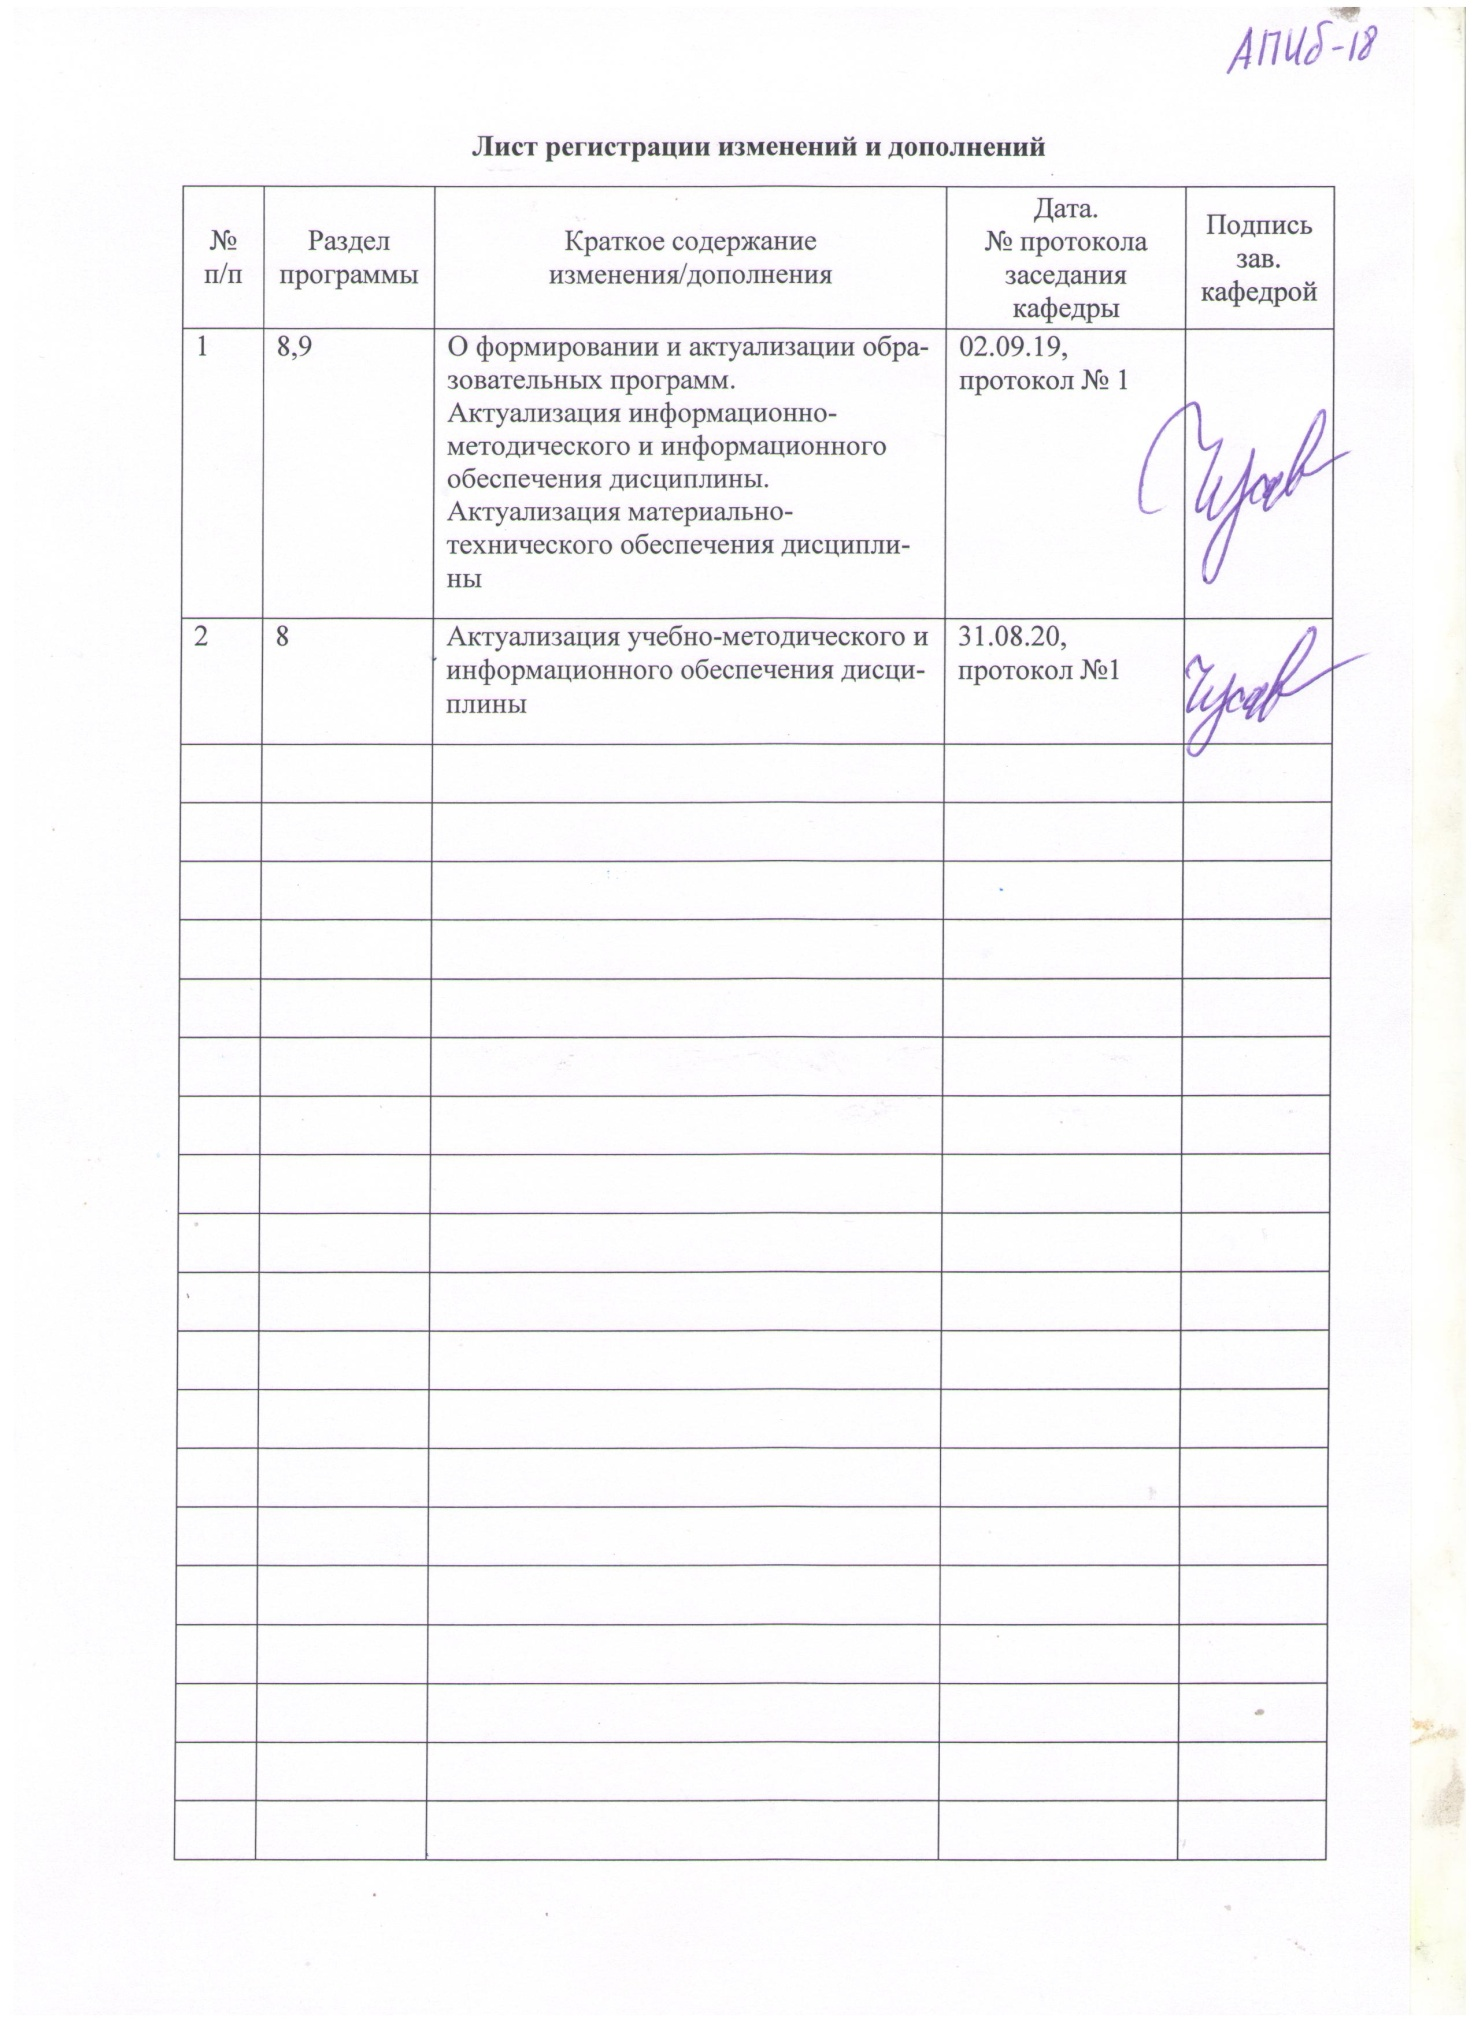 АПИб-18
Лист регистрации изменений и дополнений
№
п/п
Раздел
программы
Краткое содержание
изменения/дополнения
Дата.
№ протокола
заседания
кафедры
Подпись
зав.
кафедрой
1
8,9
О формировании и актуализации обра-
зовательных программ.
Актуализация информационно-
методического и информационного
обеспечения дисциплины.
Актуализация материально-
технического обеспечения дисципли-
ны
02.09.19,
протокол № 1
2
8
Актуализация учебно-методического и
информационного обеспечения дисци-
плины
31.08.20,
протокол №1